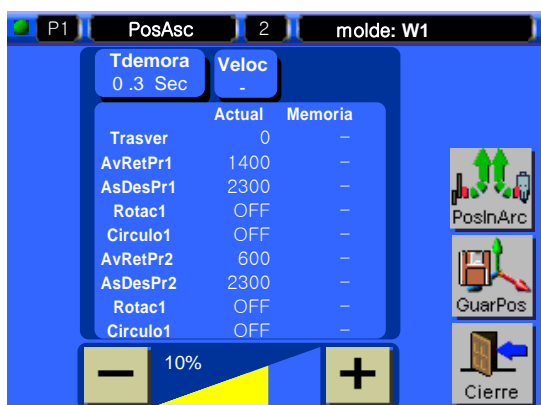 P1 PosAsc 2 molde: W1
Tdemora Veloc
0 .3 Sec -
Actual Memoria
Trasver 0 –
AvRetPr1 1400 –
AsDesPr1 2300 –
Rotac1 OFF –
Circulo1 OFF –
AvRetPr2 600 –
AsDesPr2 2300 –
Rotac1 OFF –
Circulo1 OFF –
PosInArc
GuarPos
Cierre
− 10% +